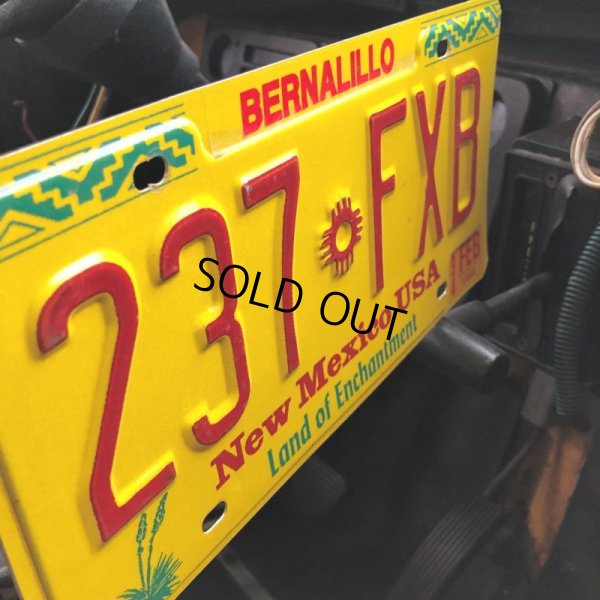 BERNALILLO
237 FXB
FEB
New Mexico USA
Land of Enchantment
SOLD OUT